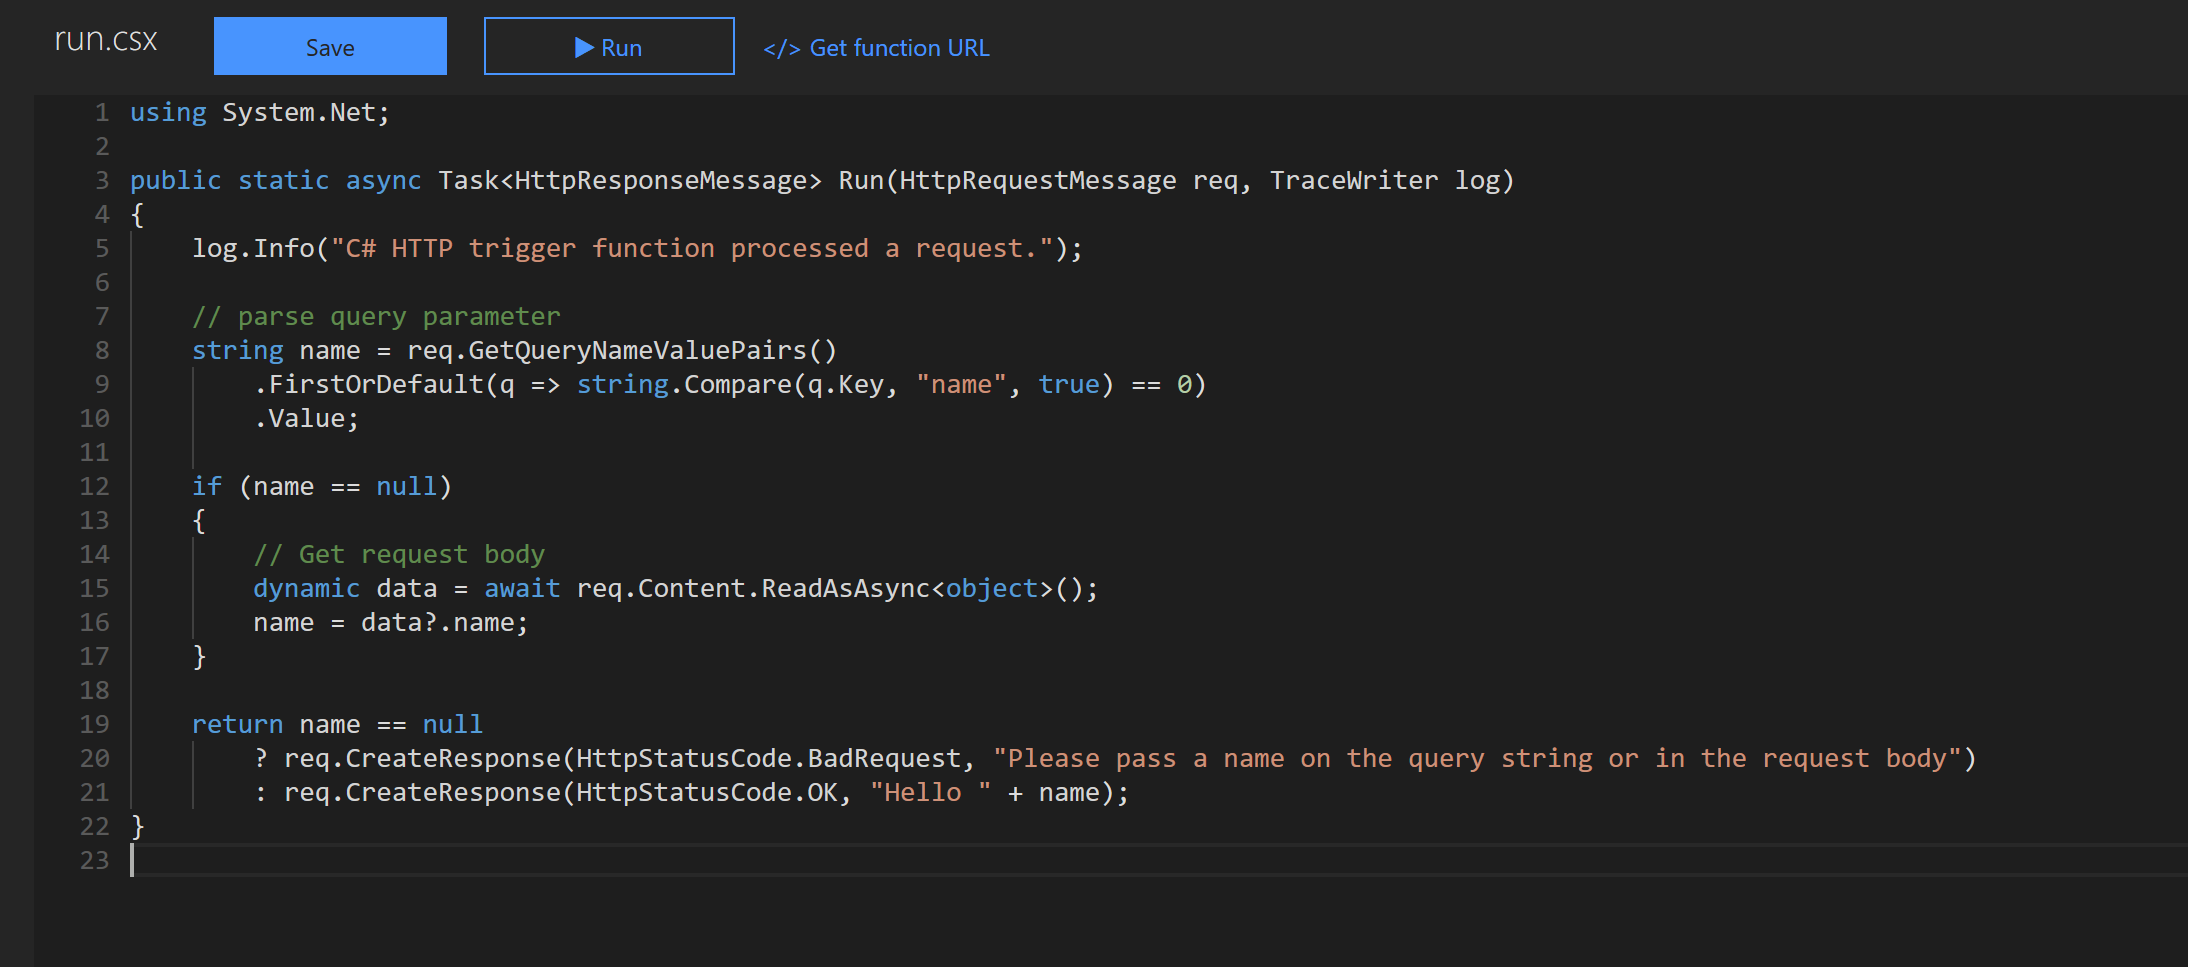 run.csx Save Run </> Get function URL
1 using System.Net;
2
3 public static async Task<HttpResponseMessage> Run(HttpRequestMessage req, TraceWriter log)
4 {
5     log.Info("C# HTTP trigger function processed a request.");
6
7     // parse query parameter
8     string name = req.GetQueryNameValuePairs()
9         .FirstOrDefault(q => string.Compare(q.Key, "name", true) == 0)
10         .Value;
11
12     if (name == null)
13     {
14         // Get request body
15         dynamic data = await req.Content.ReadAsAsync<object>();
16         name = data?.name;
17     }
18
19     return name == null
20         ? req.CreateResponse(HttpStatusCode.BadRequest, "Please pass a name on the query string or in the request body")
21         : req.CreateResponse(HttpStatusCode.OK, "Hello " + name);
22 }
23